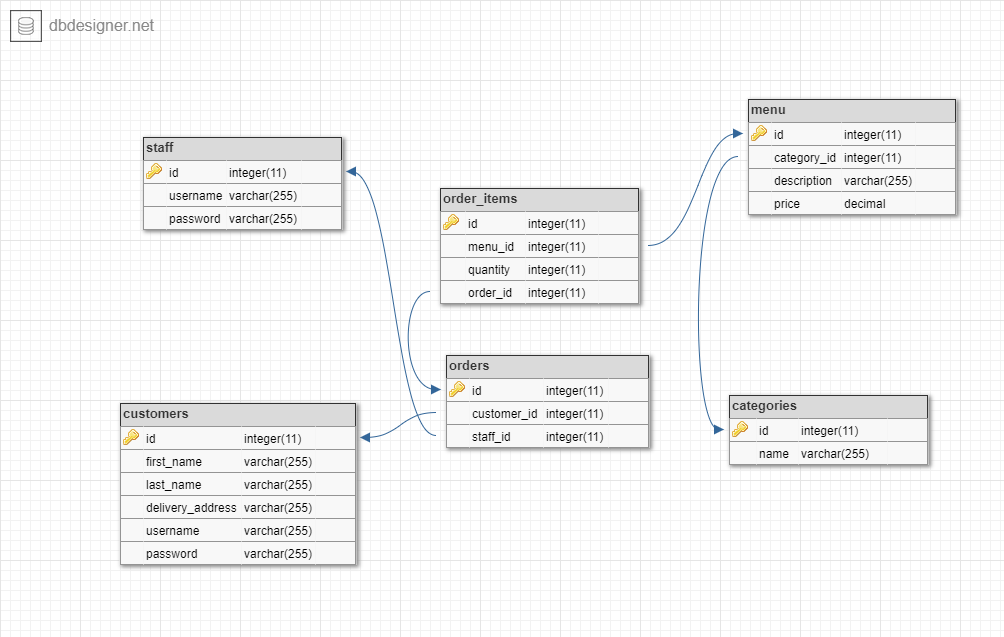 dbdesigner.net
staff
id integer(11)
username varchar(255)
password varchar(255)
order_items
id integer(11)
menu_id integer(11)
quantity integer(11)
order_id integer(11)
menu
id integer(11)
category_id integer(11)
description varchar(255)
price decimal
customers
id integer(11)
first_name varchar(255)
last_name varchar(255)
delivery_address varchar(255)
username varchar(255)
password varchar(255)
orders
id integer(11)
customer_id integer(11)
staff_id integer(11)
categories
id integer(11)
name varchar(255)